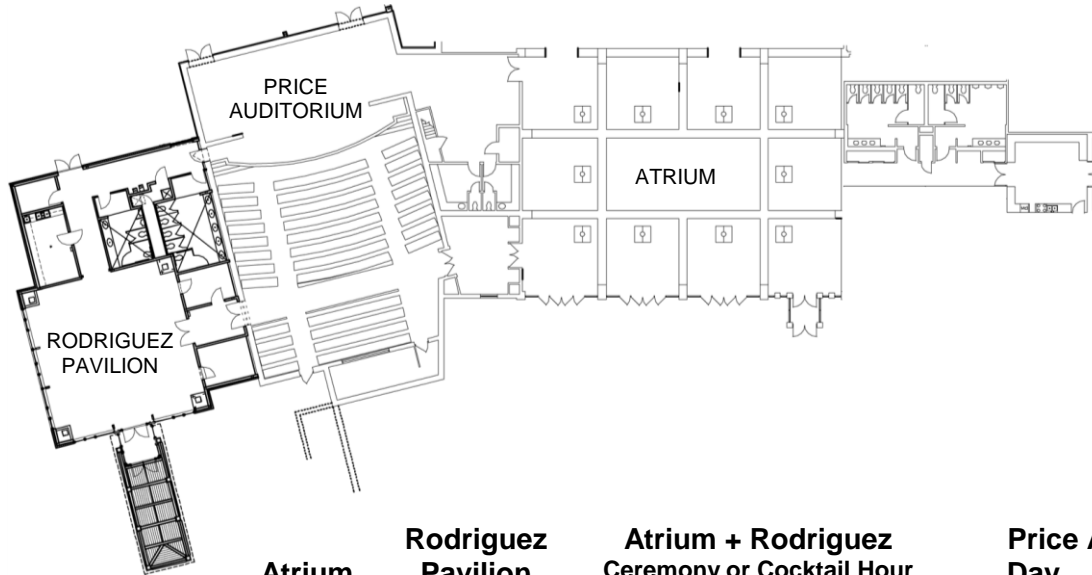 PRICE
AUDITORIUM
ATRIUM
RODRIGUEZ
PAVILION
Rodriguez
Atrium + Rodriguez
Price A
Atrium
Pavilion
Ceremony or Cocktail Hour
Day